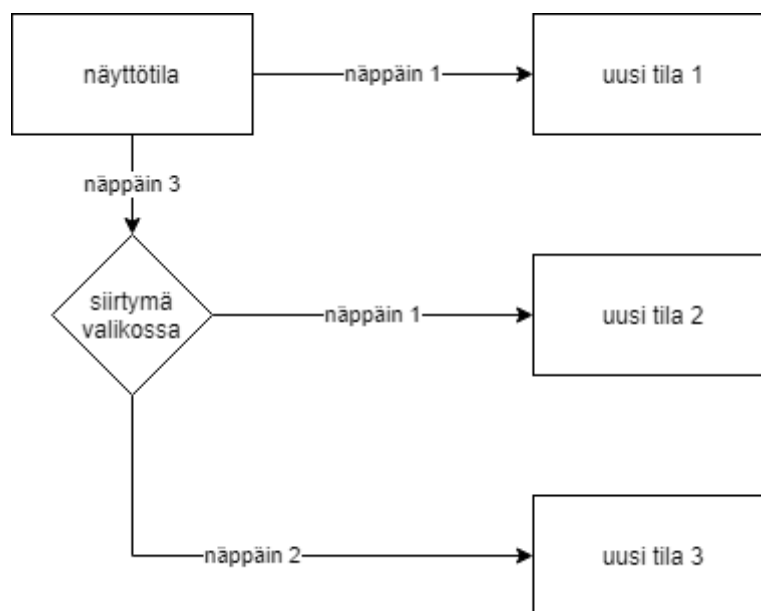 näyttötila
näppäin 1
uusi tila 1
näppäin 3
siirtymä
valikossa
näppäin 1
uusi tila 2
näppäin 2
uusi tila 3